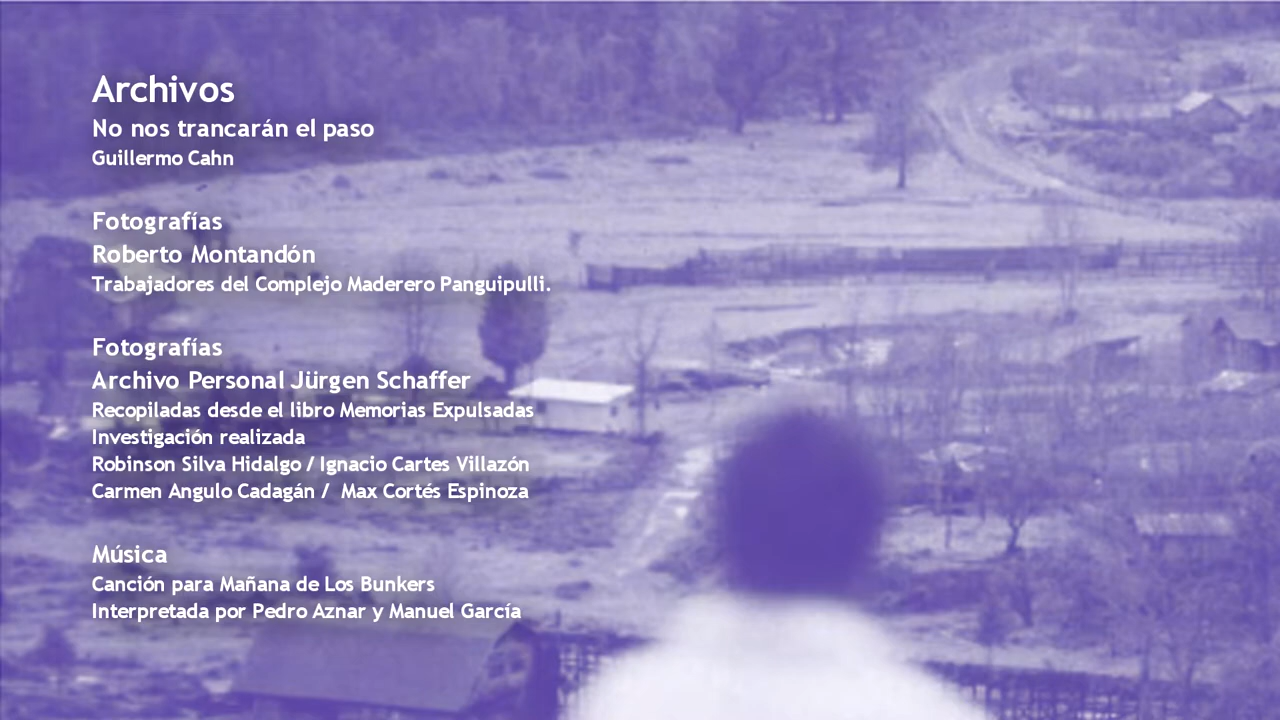 Archivos
No nos trancarán el paso
Guillermo Cahn
Fotografías
Roberto Montandón
Trabajadores del Complejo Maderero Panguipulli.
Fotografías
Archivo Personal Jürgen Schaffer
Recopiladas desde el libro Memorias Expulsadas
Investigación realizada
Robinson Silva Hidalgo / Ignacio Cartes Villazón
Carmen Angulo Cadagán /  Max Cortés Espinoza
Música
Canción para Mañana de Los Bunkers
Interpretada por Pedro Aznar y Manuel García